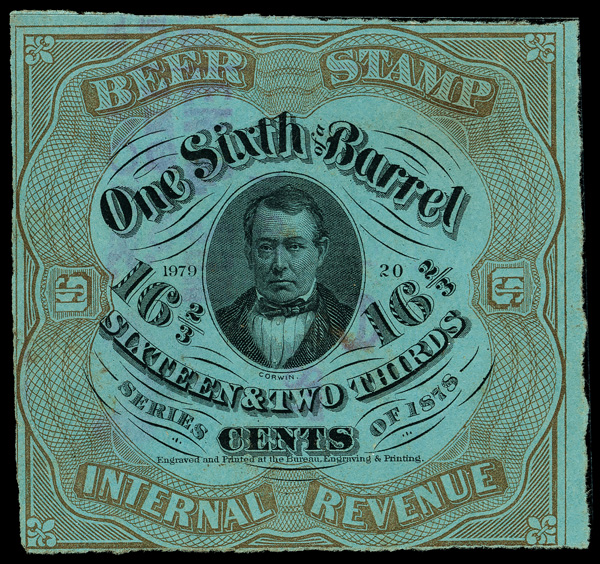 BEER STAMP
One Sixth of a Barrel
1979 20
16 2/3 16 2/3
CORWIN.
SIXTEEN & TWO THIRDS
CENTS
SERIES OF 1878
Engraved and Printed at the Bureau, Engraving & Printing.
INTERNAL REVENUE